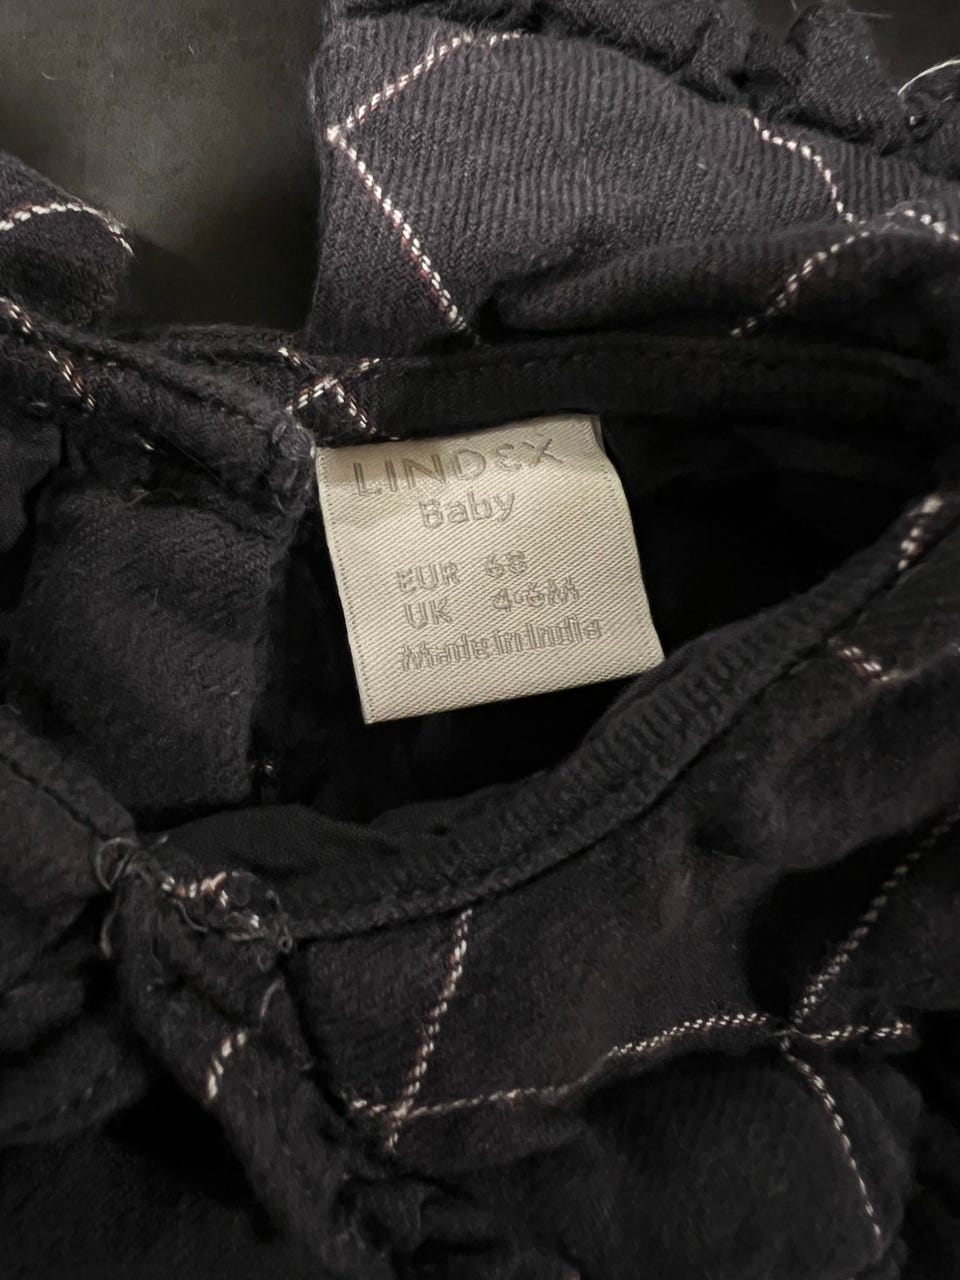 LINDEX
Baby
EUR 68
UK 4-6M
Made in India